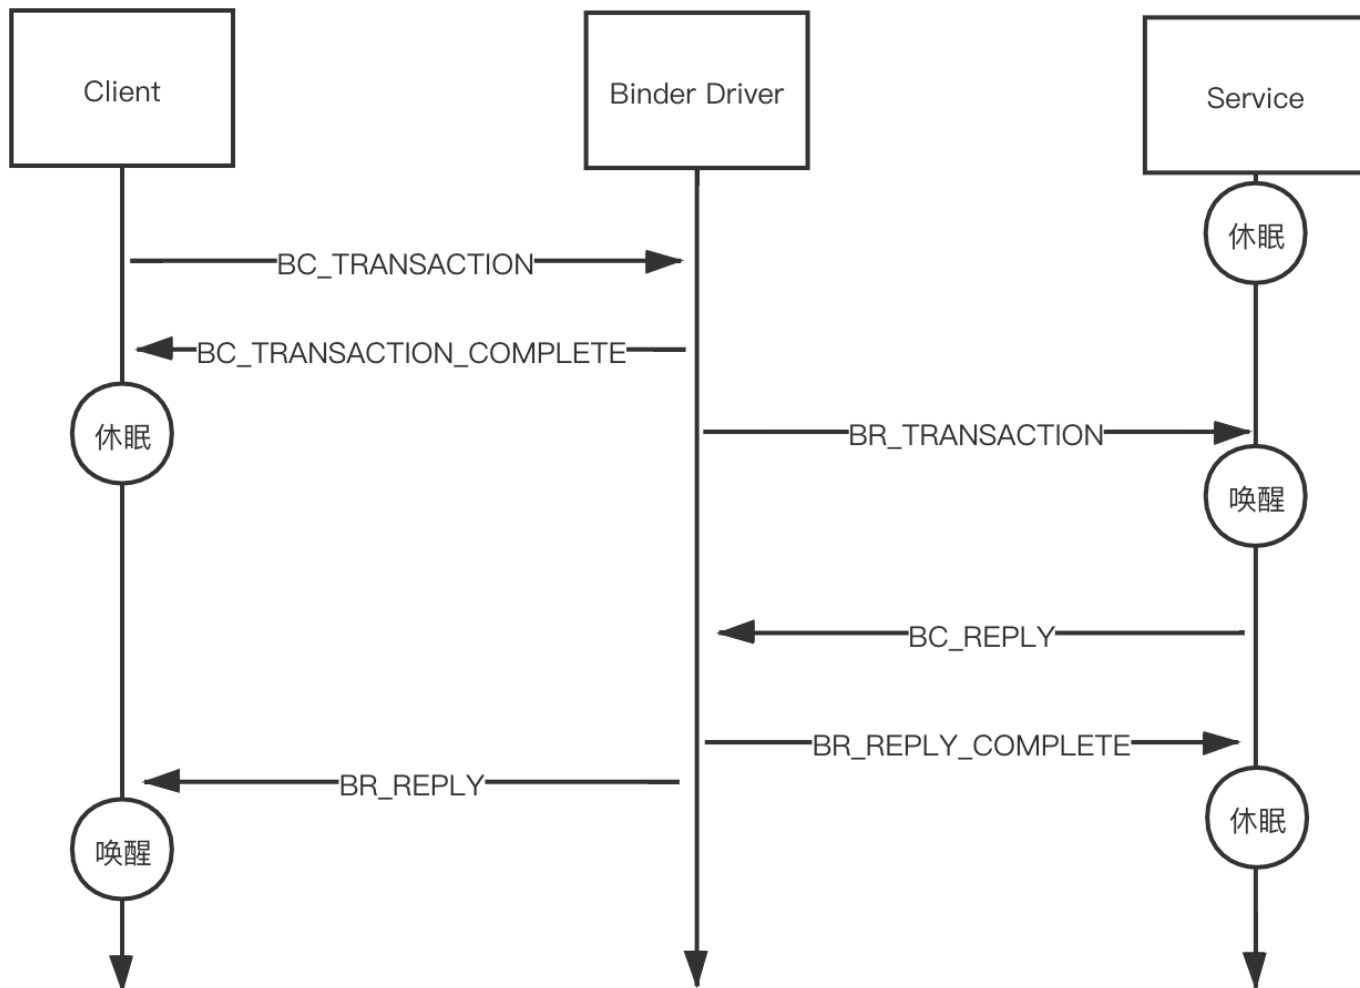 Client
Binder Driver
Service
休眠
BC_TRANSACTION
BC_TRANSACTION_COMPLETE
休眠
BR_TRANSACTION
唤醒
BC_REPLY
BR_REPLY_COMPLETE
BR_REPLY
休眠
唤醒